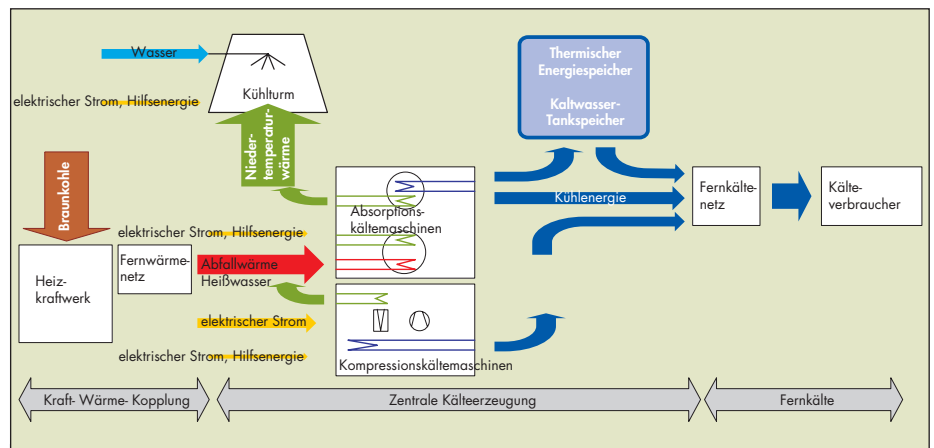 Wasser
Thermischer
Energiespeicher
Kaltwasser-
Tankspeicher
elektrischer Strom, Hilfsenergie
Kühlturm
Nieder-
temperatur-
wärme
Braunkohle
Absorptions-
kältemaschinen
Kühlenergie
Fernkälte-
netz
Kälte-
verbraucher
elektrischer Strom, Hilfsenergie
Heiz-
kraftwerk
Fernwärme-
netz
Abfallwärme
Heißwasser
elektrischer Strom
elektrischer Strom, Hilfsenergie
Kompressionskältemaschinen
Kraft- Wärme- Kopplung
Zentrale Kälteerzeugung
Fernkälte